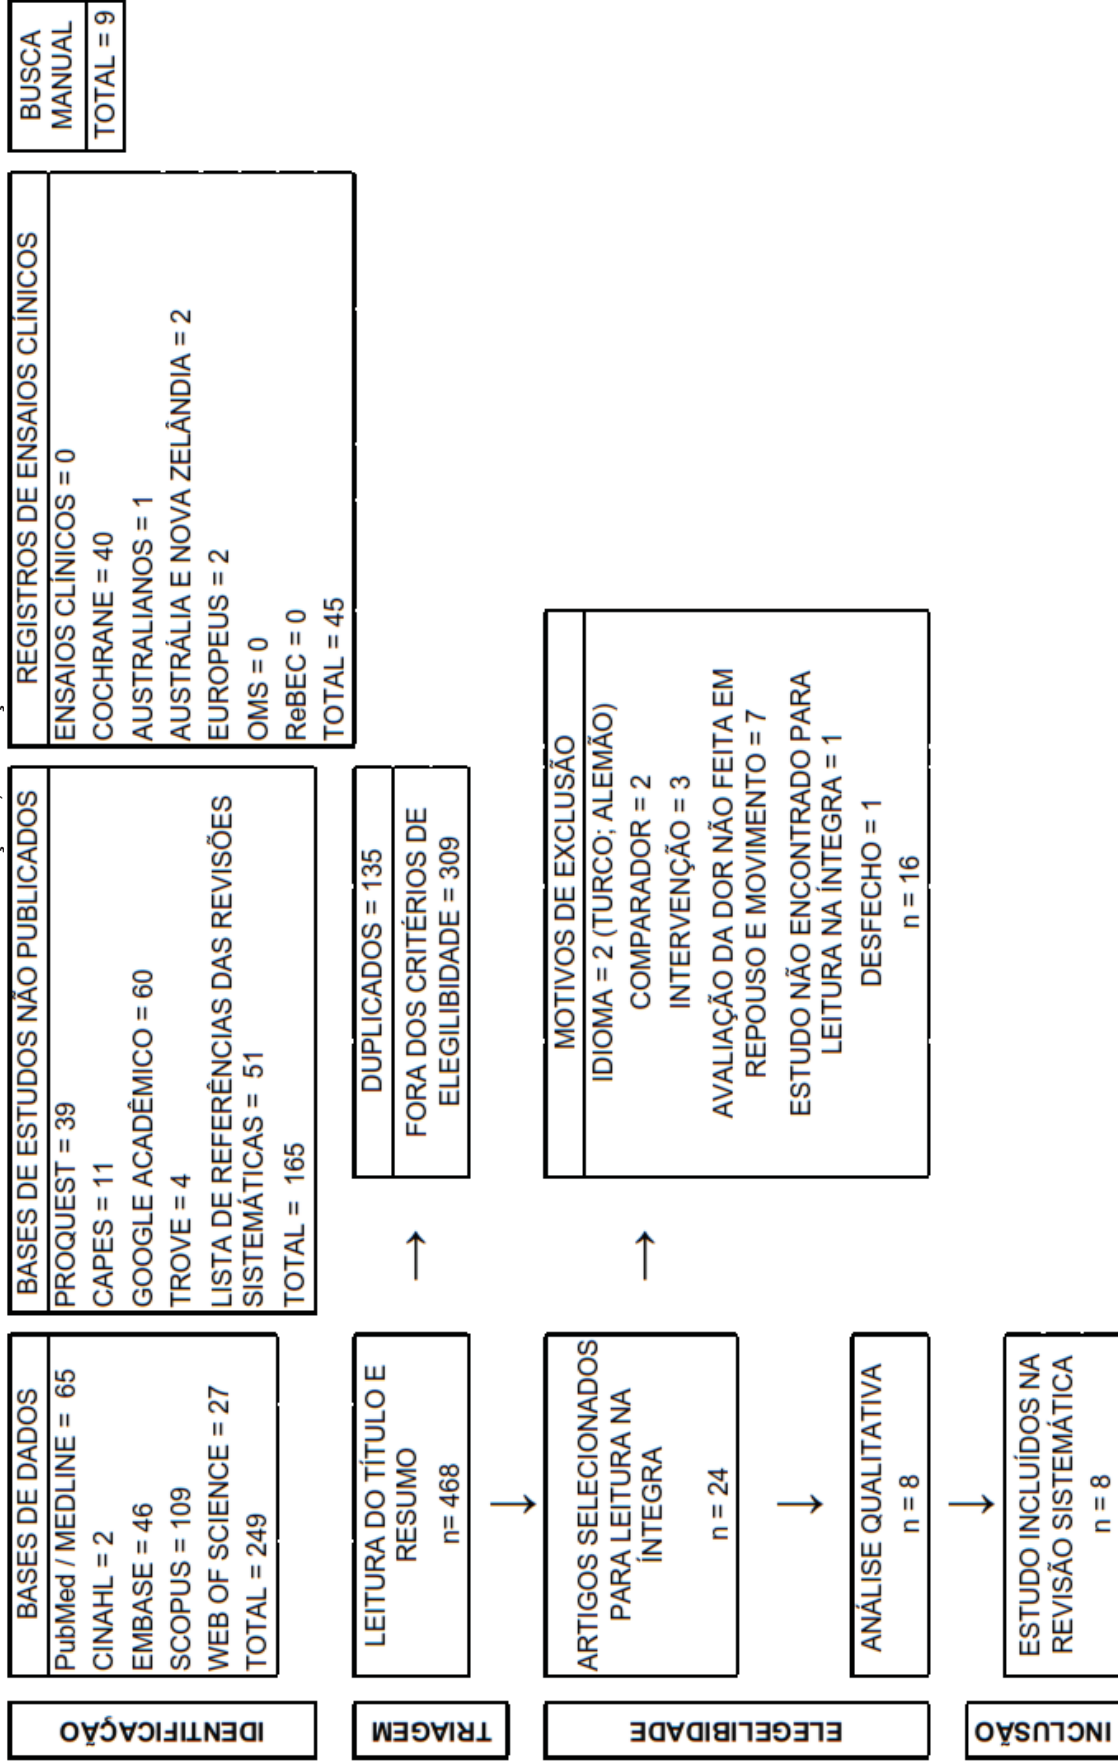 IDENTIFICAÇÃO
BASES DE DADOS
PubMed / MEDLINE = 65
CINAHL = 2
EMBASE = 46
SCOPUS = 109
WEB OF SCIENCE = 27
TOTAL = 249
BASES DE ESTUDOS NÃO PUBLICADOS
PROQUEST = 39
CAPES = 11
GOOGLE ACADÊMICO = 60
TROVE = 4
LISTA DE REFERÊNCIAS DAS REVISÕES
SISTEMÁTICAS = 51
TOTAL = 165
REGISTROS DE ENSAIOS CLÍNICOS
ENSAIOS CLÍNICOS = 0
COCHRANE = 40
AUSTRALIANOS = 1
AUSTRÁLIA E NOVA ZELÂNDIA = 2
EUROPEUS = 2
OMS = 0
ReBEC = 0
TOTAL = 45
BUSCA
MANUAL
TOTAL = 9
TRIAGEM
LEITURA DO TÍTULO E
RESUMO
n= 468
→
DUPLICADOS = 135
FORA DOS CRITÉRIOS DE
ELEGILIBIDADE = 309
↓
ELEGELIBIDADE
ARTIGOS SELECIONADOS
PARA LEITURA NA
ÍNTEGRA
n = 24
→
MOTIVOS DE EXCLUSÃO
IDIOMA = 2 (TURCO; ALEMÃO)
COMPARADOR = 2
INTERVENÇÃO = 3
AVALIAÇÃO DA DOR NÃO FEITA EM
REPOUSO E MOVIMENTO = 7
ESTUDO NÃO ENCONTRADO PARA
LEITURA NA ÍNTEGRA = 1
DESFECHO = 1
n = 16
↓
ANÁLISE QUALITATIVA
n = 8
↓
INCLUSÃO
ESTUDO INCLUÍDOS NA
REVISÃO SISTEMÁTICA
n = 8